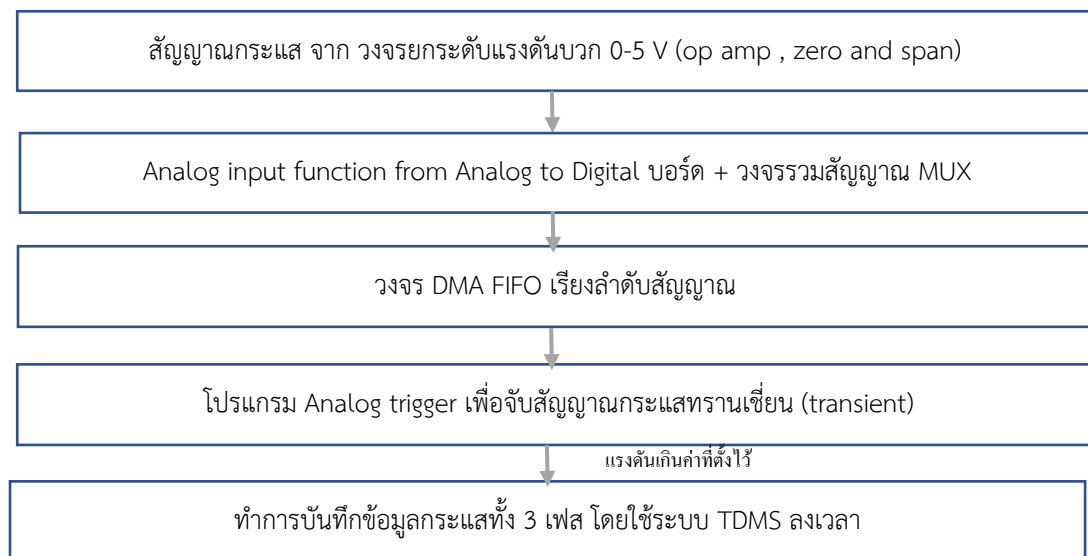 สัญญาณกระแส จาก วงจรยกระดับแรงดันบวก 0-5 V (op amp , zero and span)
Analog input function from Analog to Digital บอร์ด + วงจรรวมสัญญาณ MUX
วงจร DMA FIFO เรียงลำดับสัญญาณ
โปรแกรม Analog trigger เพื่อจับสัญญาณกระแสทรานเชี่ยน (transient)
แรงดันเกินค่าที่ตั้งไว้
ทำการบันทึกข้อมูลกระแสทั้ง 3 เฟส โดยใช้ระบบ TDMS ลงเวลา